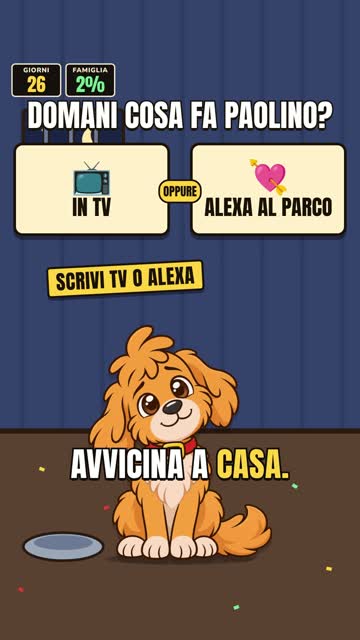 GIORNI
26
FAMIGLIA
2%
DOMANI COSA FA PAOLINO?
IN TV
OPPURE
ALEXA AL PARCO
SCRIVI TV O ALEXA
AVVICINA A CASA.